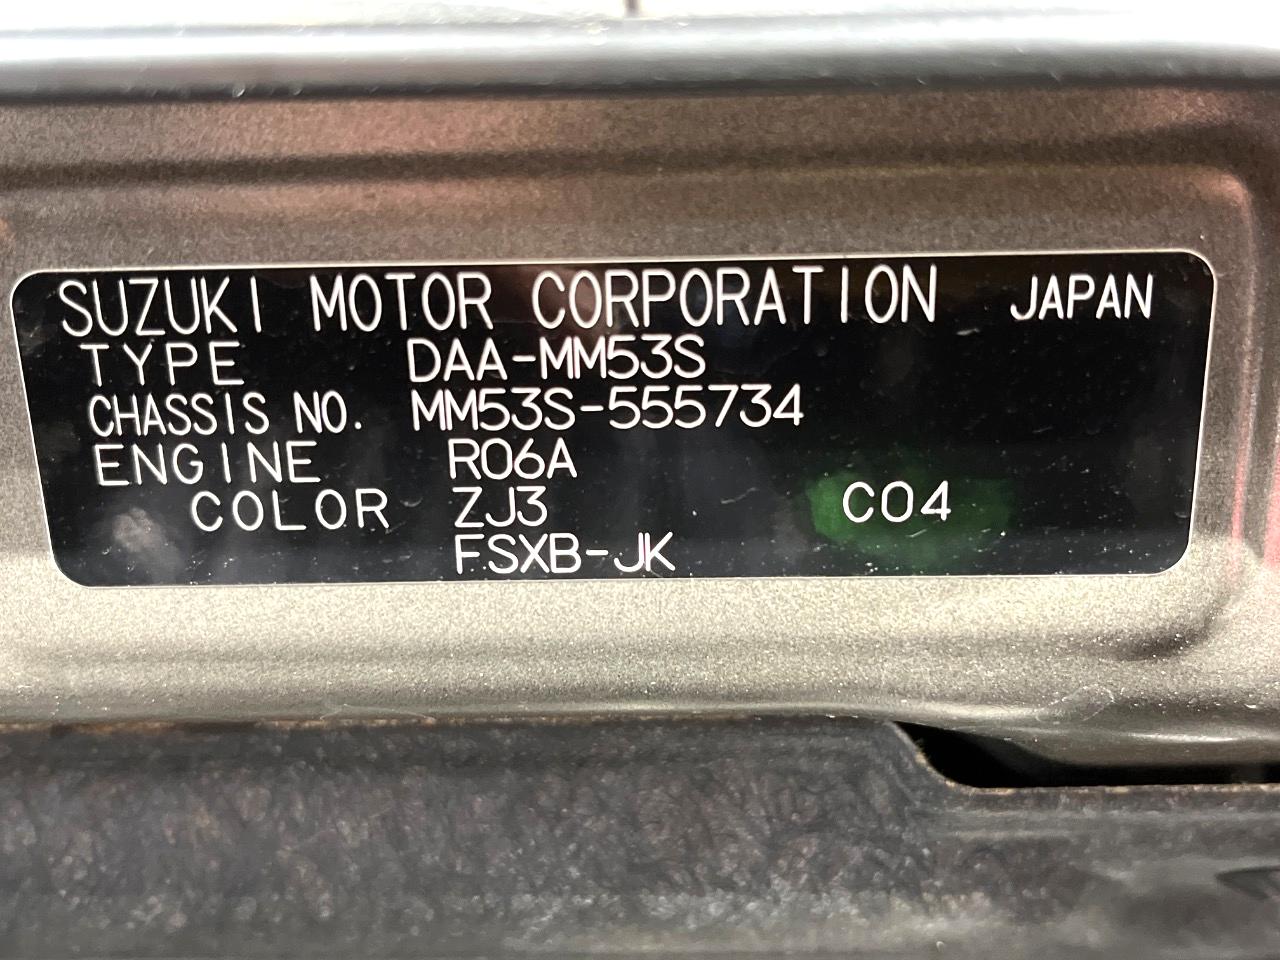 SUZUKI MOTOR CORPORATION JAPAN
TYPE DAA-MM53S
CHASSIS NO. MM53S-555734
ENGINE R06A
COLOR ZJ3 C04
FSXB-JK